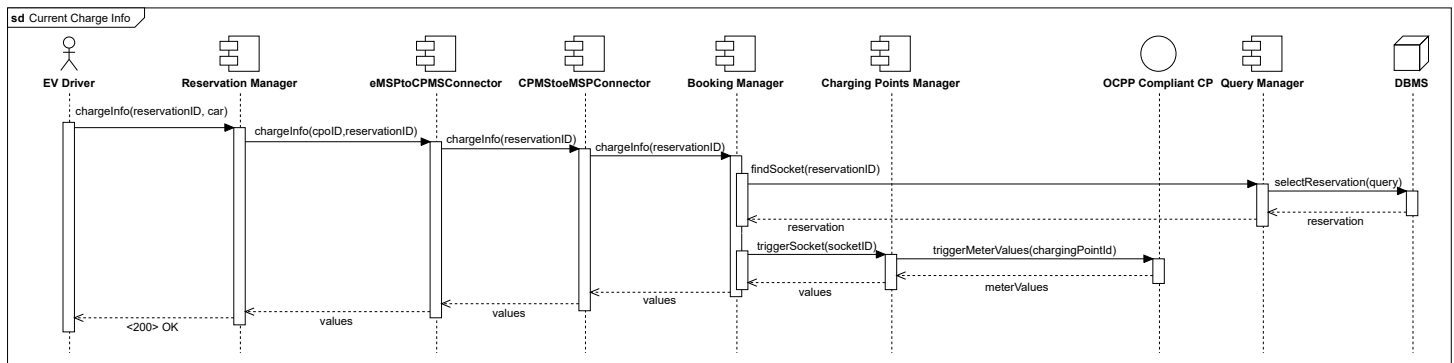 sd Current Charge Info
EV Driver
Reservation Manager
eMSPtoCPMSConnector
CPMStoeMSPConnector
Booking Manager
Charging Points Manager
OCPP Compliant CP
Query Manager
DBMS
chargeInfo(reservationID, car)
chargeInfo(cpoID,reservationID)
chargeInfo(reservationID)
chargeInfo(reservationID)
findSocket(reservationID)
selectReservation(query)
reservation
reservation
triggerSocket(socketID)
triggerMeterValues(chargingPointId)
meterValues
values
values
values
values
<200> OK